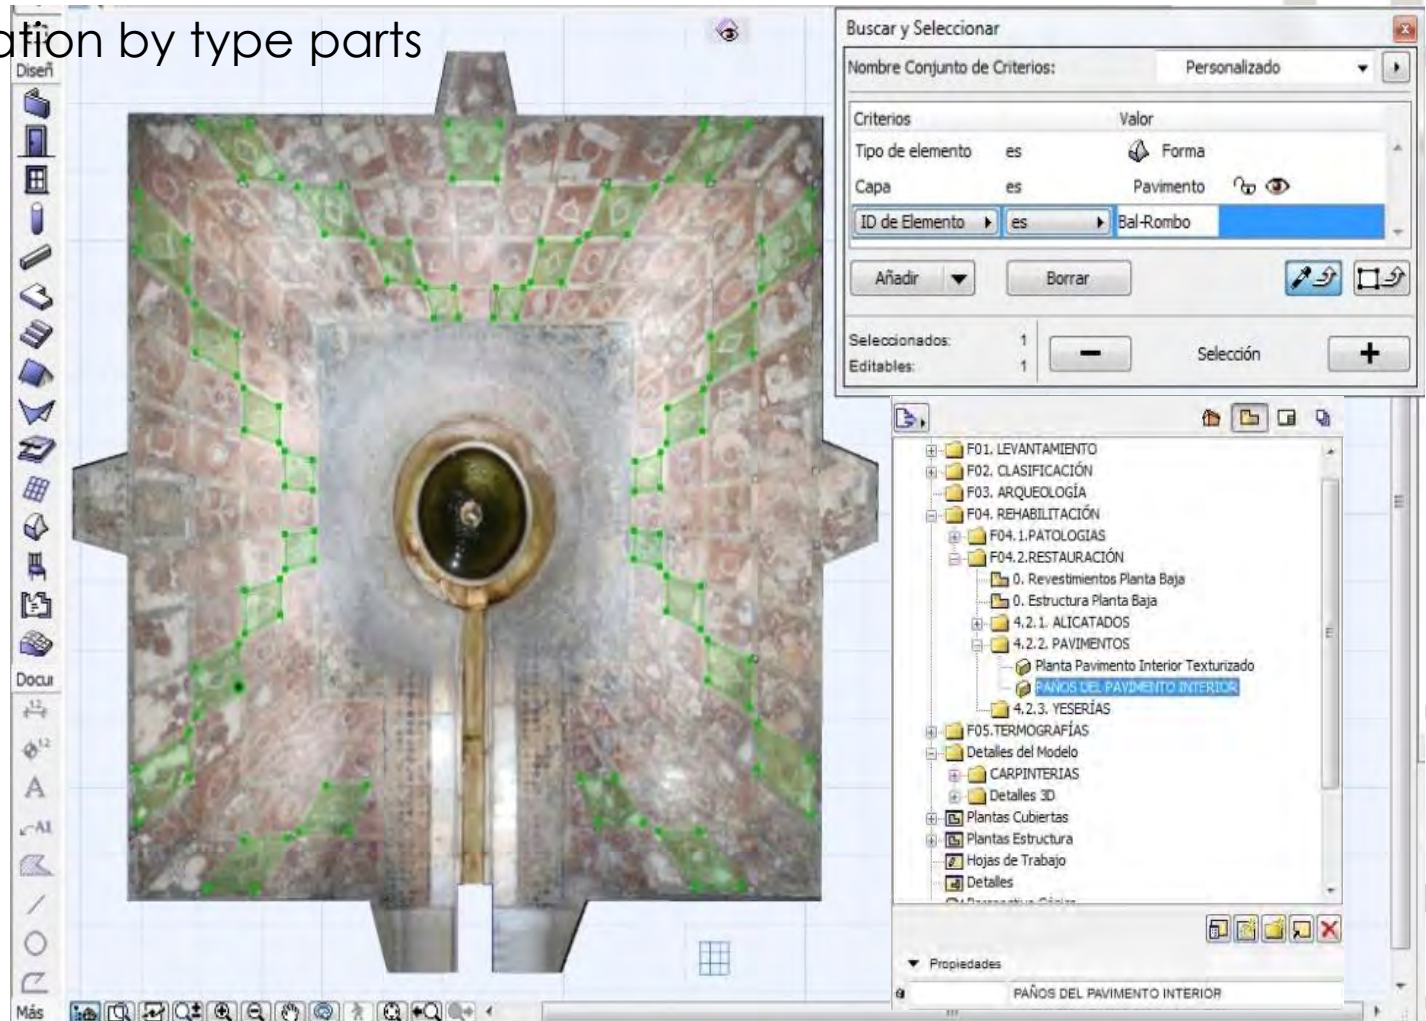 ation by type parts
Diseñ
Docu
A
A1
Más
Buscar y Seleccionar
Nombre Conjunto de Criterios: Personalizado
Criterios Valor
Tipo de elemento es Forma
Capa es Pavimento
ID de Elemento es Bal-Rombo
Añadir Borrar
Seleccionados: 1
Editables: 1
Selección
F01. LEVANTAMIENTO
F02. CLASIFICACIÓN
F03. ARQUEOLOGÍA
F04. REHABILITACIÓN
F04.1.PATOLOGIAS
F04.2.RESTAURACIÓN
0. Revestimientos Planta Baja
0. Estructura Planta Baja
4.2.1. ALICATADOS
4.2.2. PAVIMENTOS
Planta Pavimento Interior Texturizado
PAÑOS DEL PAVIMENTO INTERIOR
4.2.3. YESERÍAS
F05.TERMOGRAFÍAS
Detalles del Modelo
CARPINTERIAS
Detalles 3D
Plantas Cubiertas
Plantas Estructura
Hojas de Trabajo
Detalles
Propiedades
PAÑOS DEL PAVIMENTO INTERIOR